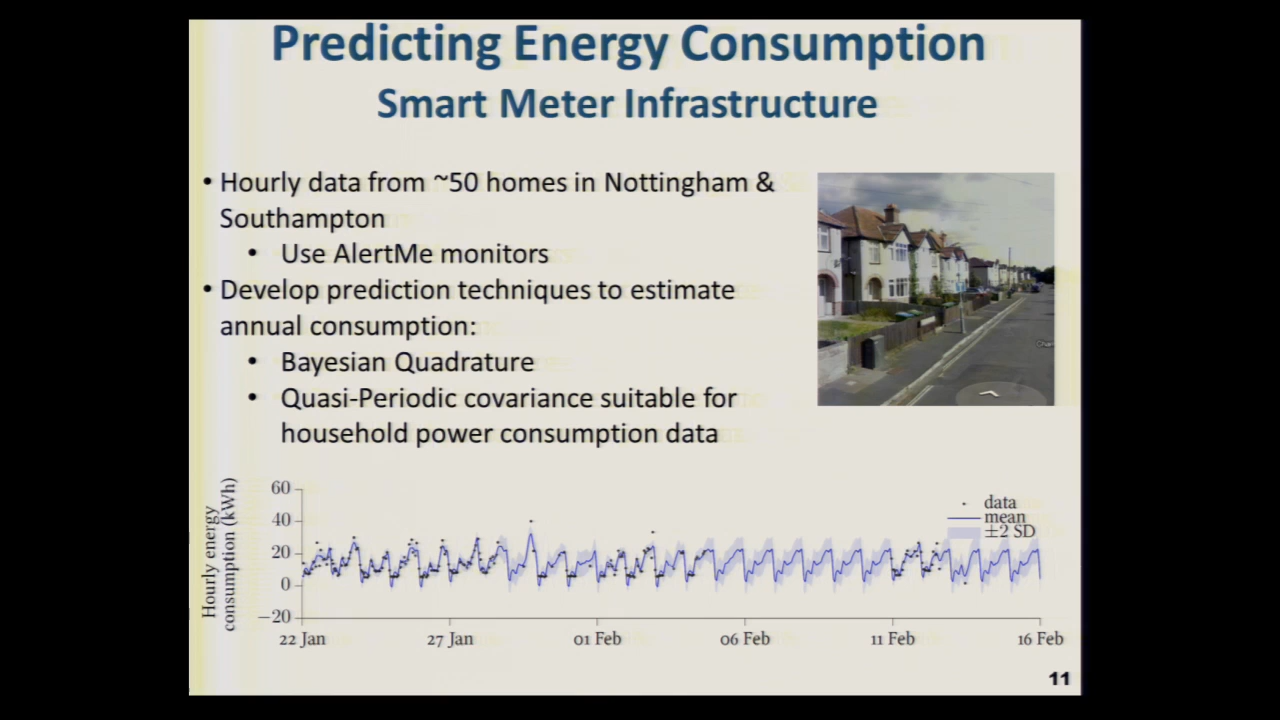 Predicting Energy Consumption
Smart Meter Infrastructure
• Hourly data from ~50 homes in Nottingham &
Southampton
• Use AlertMe monitors
• Develop prediction techniques to estimate
annual consumption:
• Bayesian Quadrature
• Quasi-Periodic covariance suitable for
household power consumption data
Hourly energy
consumption (kWh)
60
40
20
0
−20
22 Jan
27 Jan
01 Feb
06 Feb
11 Feb
16 Feb
data
mean
±2 SD
11